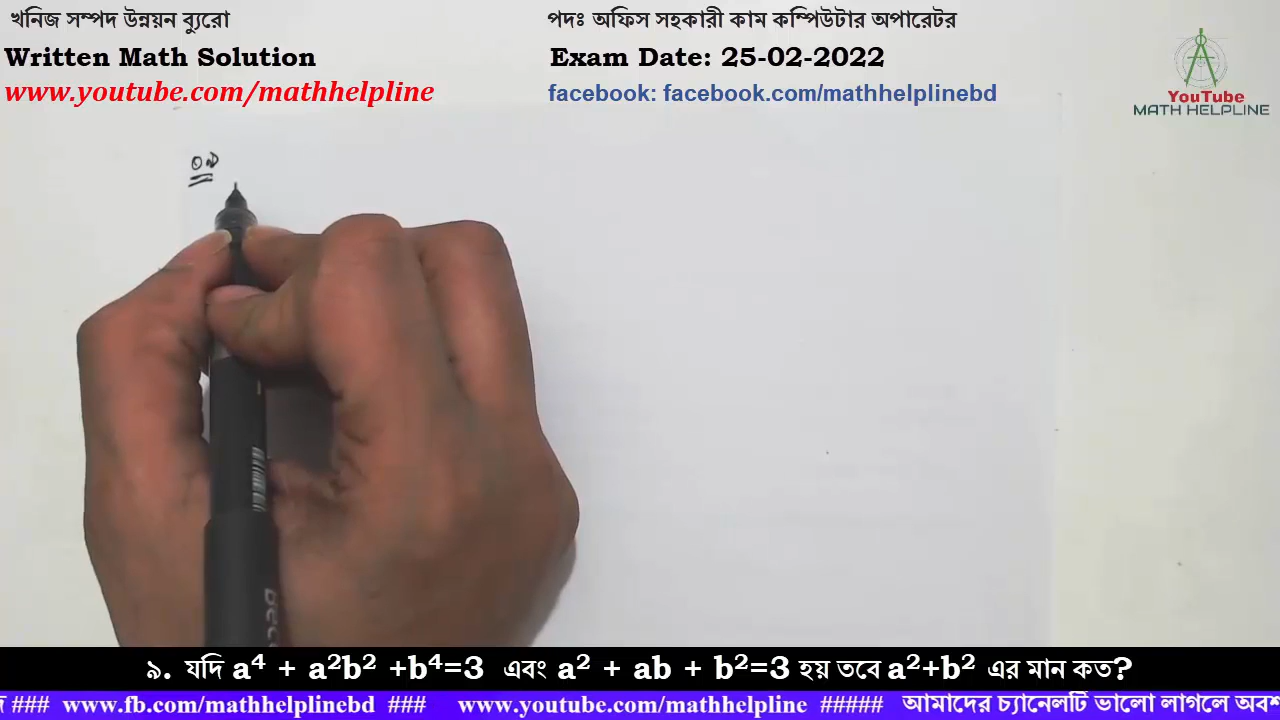 খনিজ সম্পদ উন্নয়ন ব্যুরো
পদঃ অফিস সহকারী কাম কম্পিউটার অপারেটর
Written Math Solution
Exam Date: 25-02-2022
www.youtube.com/mathhelpline
facebook: facebook.com/mathhelplinebd
YouTube
MATH HELPLINE
৯. যদি a⁴ + a²b² +b⁴=3 এবং a² + ab + b²=3 হয় তবে a²+b² এর মান কত?
### www.fb.com/mathhelplinebd ### www.youtube.com/mathhelpline ##### আমাদের চ্যানেলটি ভালো লাগলে